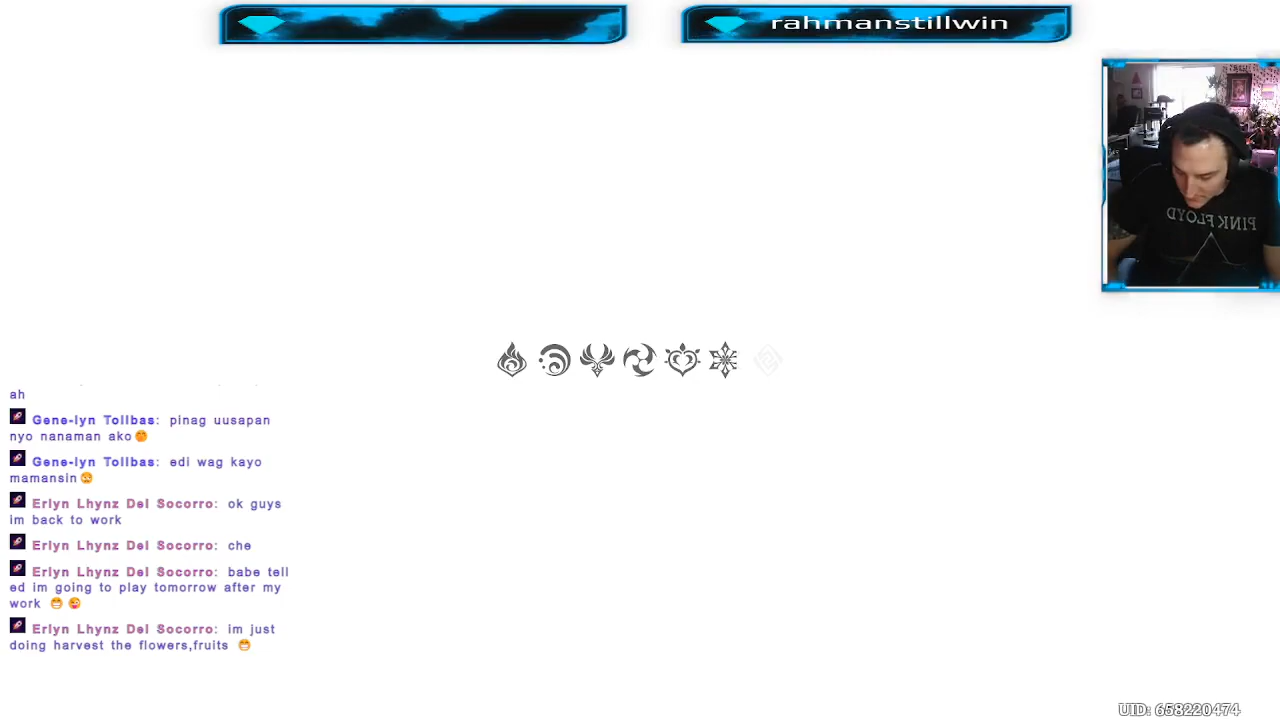 rahmanstillwin
PINK FLOYD
ah
Gene-lyn Tollbas: pinag uusapan
nyo nanaman ako🤭
Gene-lyn Tollbas: edi wag kayo
mamansin
Erlyn Lhynz Del Socorro: ok guys
im back to work
Erlyn Lhynz Del Socorro: che
Erlyn Lhynz Del Socorro: babe tell
ed im going to play tomorrow after my
work 😁😜
Erlyn Lhynz Del Socorro: im just
doing harvest the flowers,fruits 😁
UID: 658220474